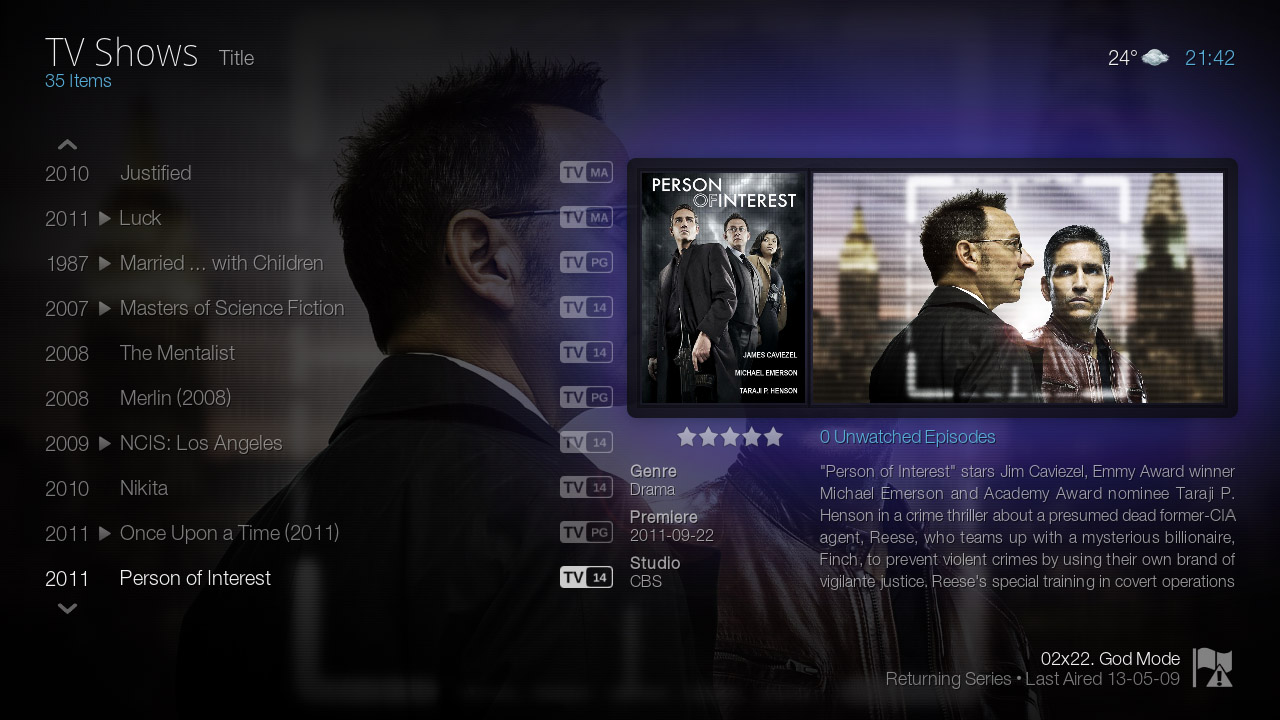 TV Shows Title
35 Items
24° 21:42
2010 Justified TV MA
2011 Luck TV MA
1987 Married ... with Children TV PG
2007 Masters of Science Fiction TV 14
2008 The Mentalist TV 14
2008 Merlin (2008) TV PG
2009 NCIS: Los Angeles TV 14
2010 Nikita TV 14
2011 Once Upon a Time (2011) TV PG
2011 Person of Interest TV 14
PERSON
OF INTEREST
JAMES CAVIEZEL
MICHAEL EMERSON
TARAJI P. HENSON
0 Unwatched Episodes
Genre
Drama
Premiere
2011-09-22
Studio
CBS
"Person of Interest" stars Jim Caviezel, Emmy Award winner
Michael Emerson and Academy Award nominee Taraji P.
Henson in a crime thriller about a presumed dead former-CIA
agent, Reese, who teams up with a mysterious billionaire,
Finch, to prevent violent crimes by using their own brand of
vigilante justice. Reese's special training in covert operations
02x22. God Mode
Returning Series • Last Aired 13-05-09